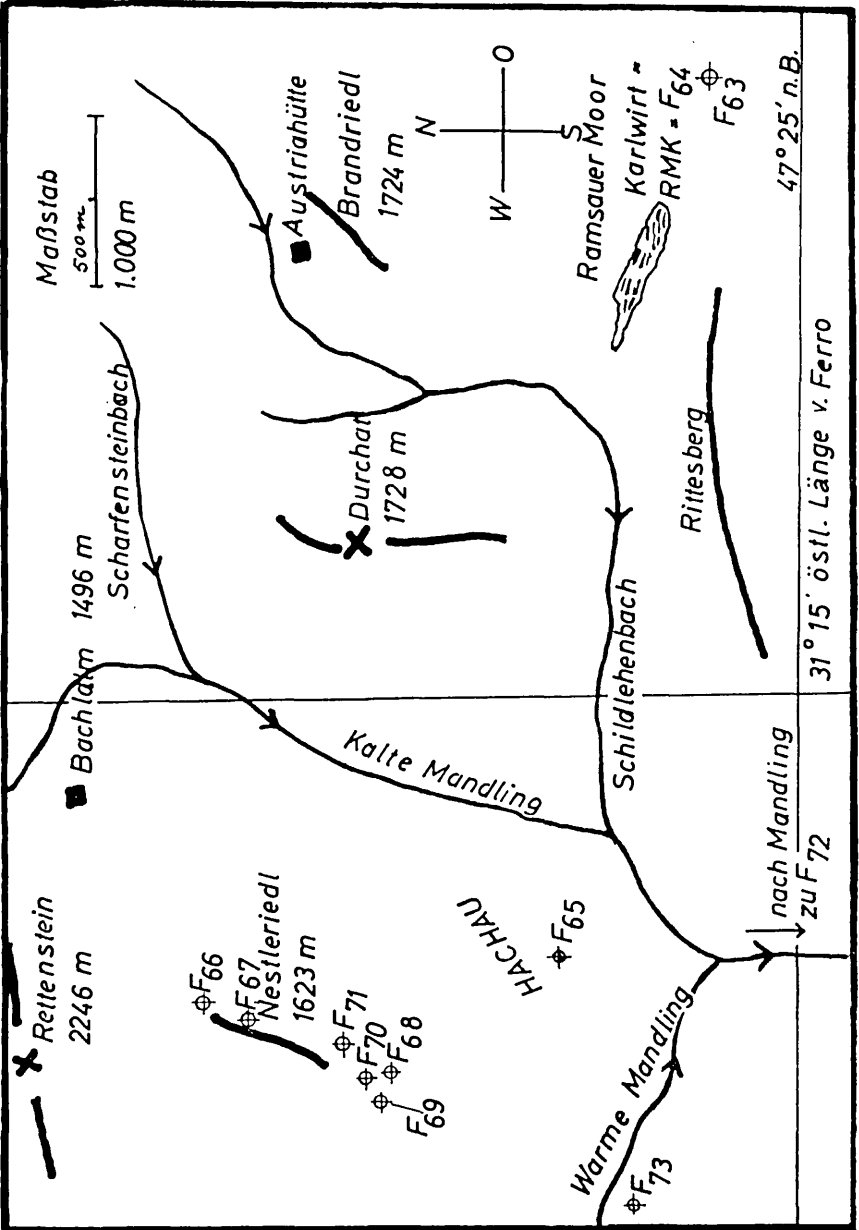 Rettenstein
2246 m
Bachlalm 1496 m
Scharfensteinbach
Maßstab
500 m
1.000 m
Austriahütte
Brandriedl
1724 m
N
W
O
S
Durchat
1728 m
Kalte Mandling
F66
F67
Nestleriedl
1623 m
F71
F70
F68
F69
HACHAU
F65
Schildlehenbach
Ramsauer Moor
Karlwirt =
RMK = F64
F63
Rittesberg
Warme Mandling
F73
nach Mandling
zu F72
31° 15′ östl. Länge v. Ferro
47° 25′ n.B.